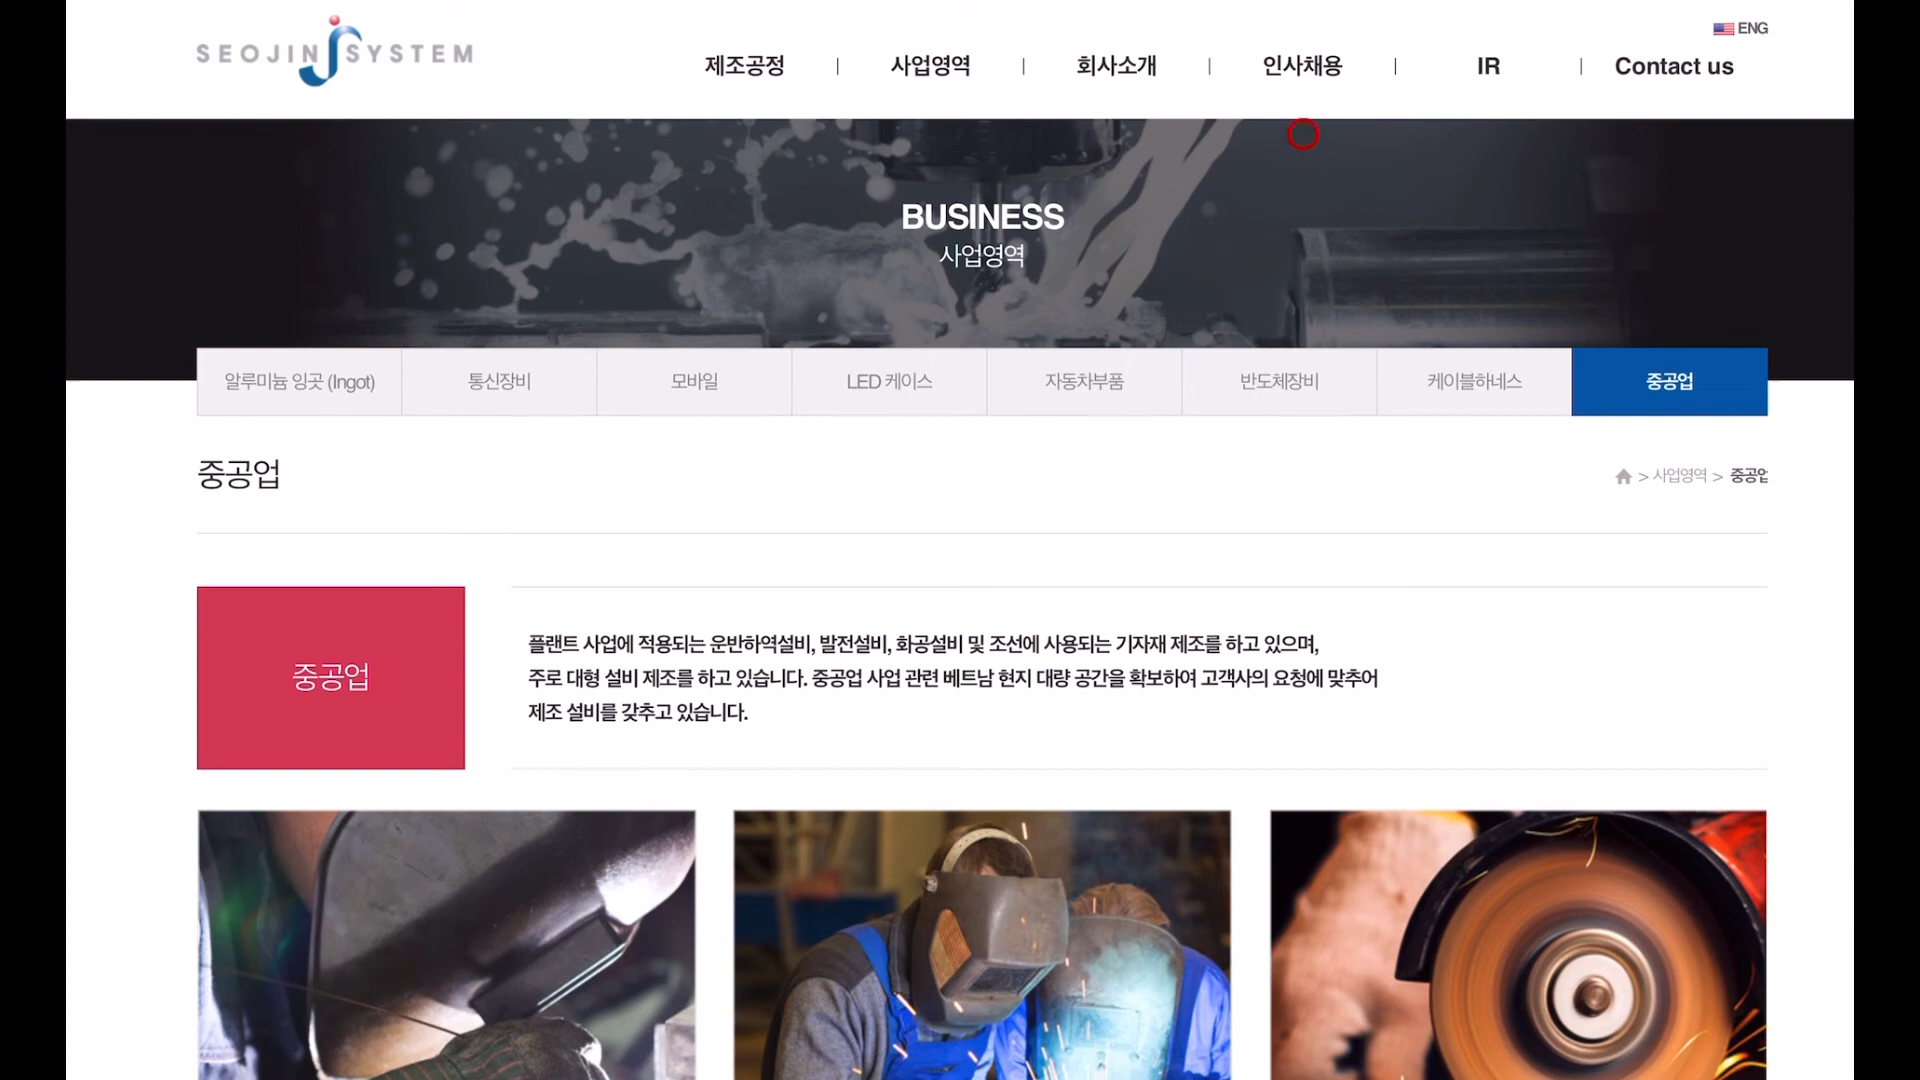 SEOJIN SYSTEM
ENG
제조공정 | 사업영역 | 회사소개 | 인사채용 | IR | Contact us
BUSINESS
사업영역
알루미늄 잉곳 (Ingot)
통신장비
모바일
LED 케이스
자동차부품
반도체장비
케이블하네스
중공업
중공업
> 사업영역 > 중공업
중공업
플랜트 사업에 적용되는 운반하역설비, 발전설비, 화공설비 및 조선에 사용되는 기자재 제조를 하고 있으며,
주로 대형 설비 제조를 하고 있습니다. 중공업 사업 관련 베트남 현지 대량 공간을 확보하여 고객사의 요청에 맞추어
제조 설비를 갖추고 있습니다.